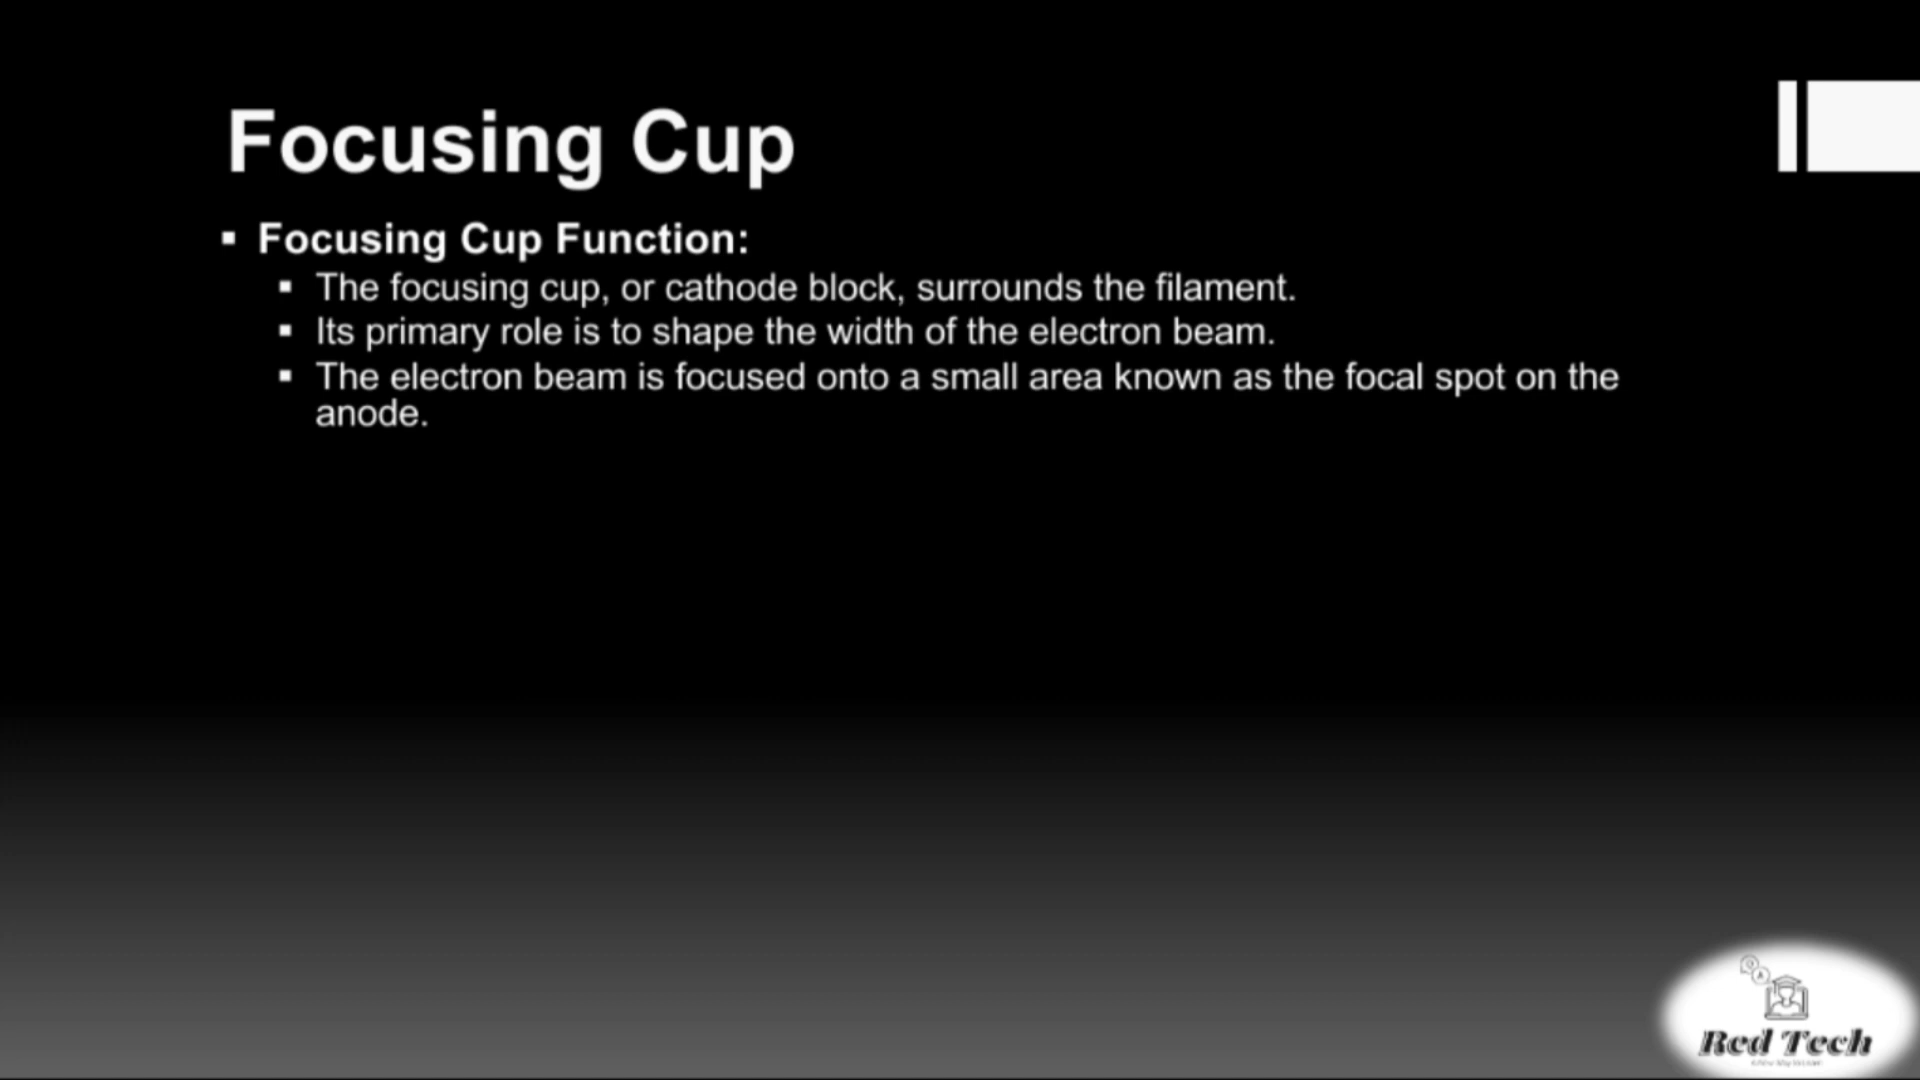 Focusing Cup
▪ Focusing Cup Function:
▪ The focusing cup, or cathode block, surrounds the filament.
▪ Its primary role is to shape the width of the electron beam.
▪ The electron beam is focused onto a small area known as the focal spot on the
anode.
Red Tech